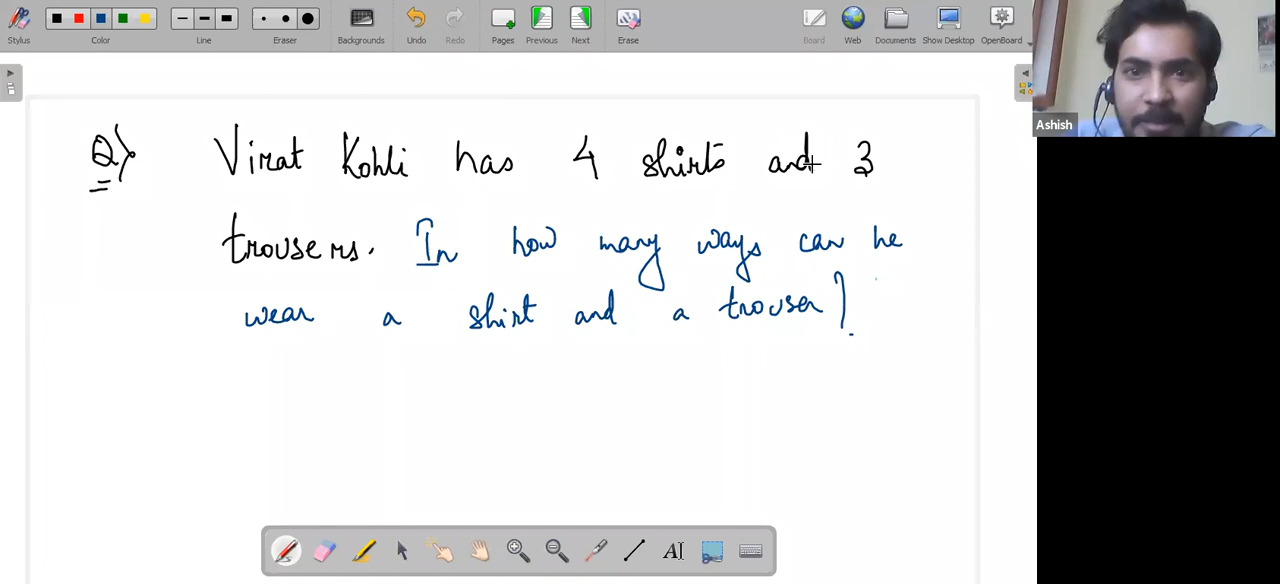 Stylus
Color
Line
Eraser
Backgrounds
Undo
Redo
Pages
Previous
Next
Erase
Board
Web
Documents
Show Desktop
OpenBoard
Ashish
Q) Virat Kohli has 4 shirts and 3
trousers. In how many ways can he
wear a shirt and a trouser?